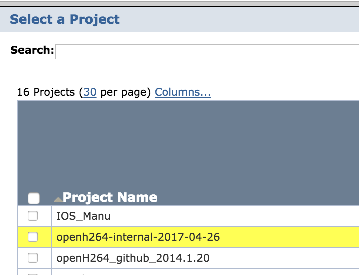 Select a Project
Search:
16 Projects (30 per page) Columns...
Project Name
IOS_Manu
openh264-internal-2017-04-26
openH264_github_2014.1.20